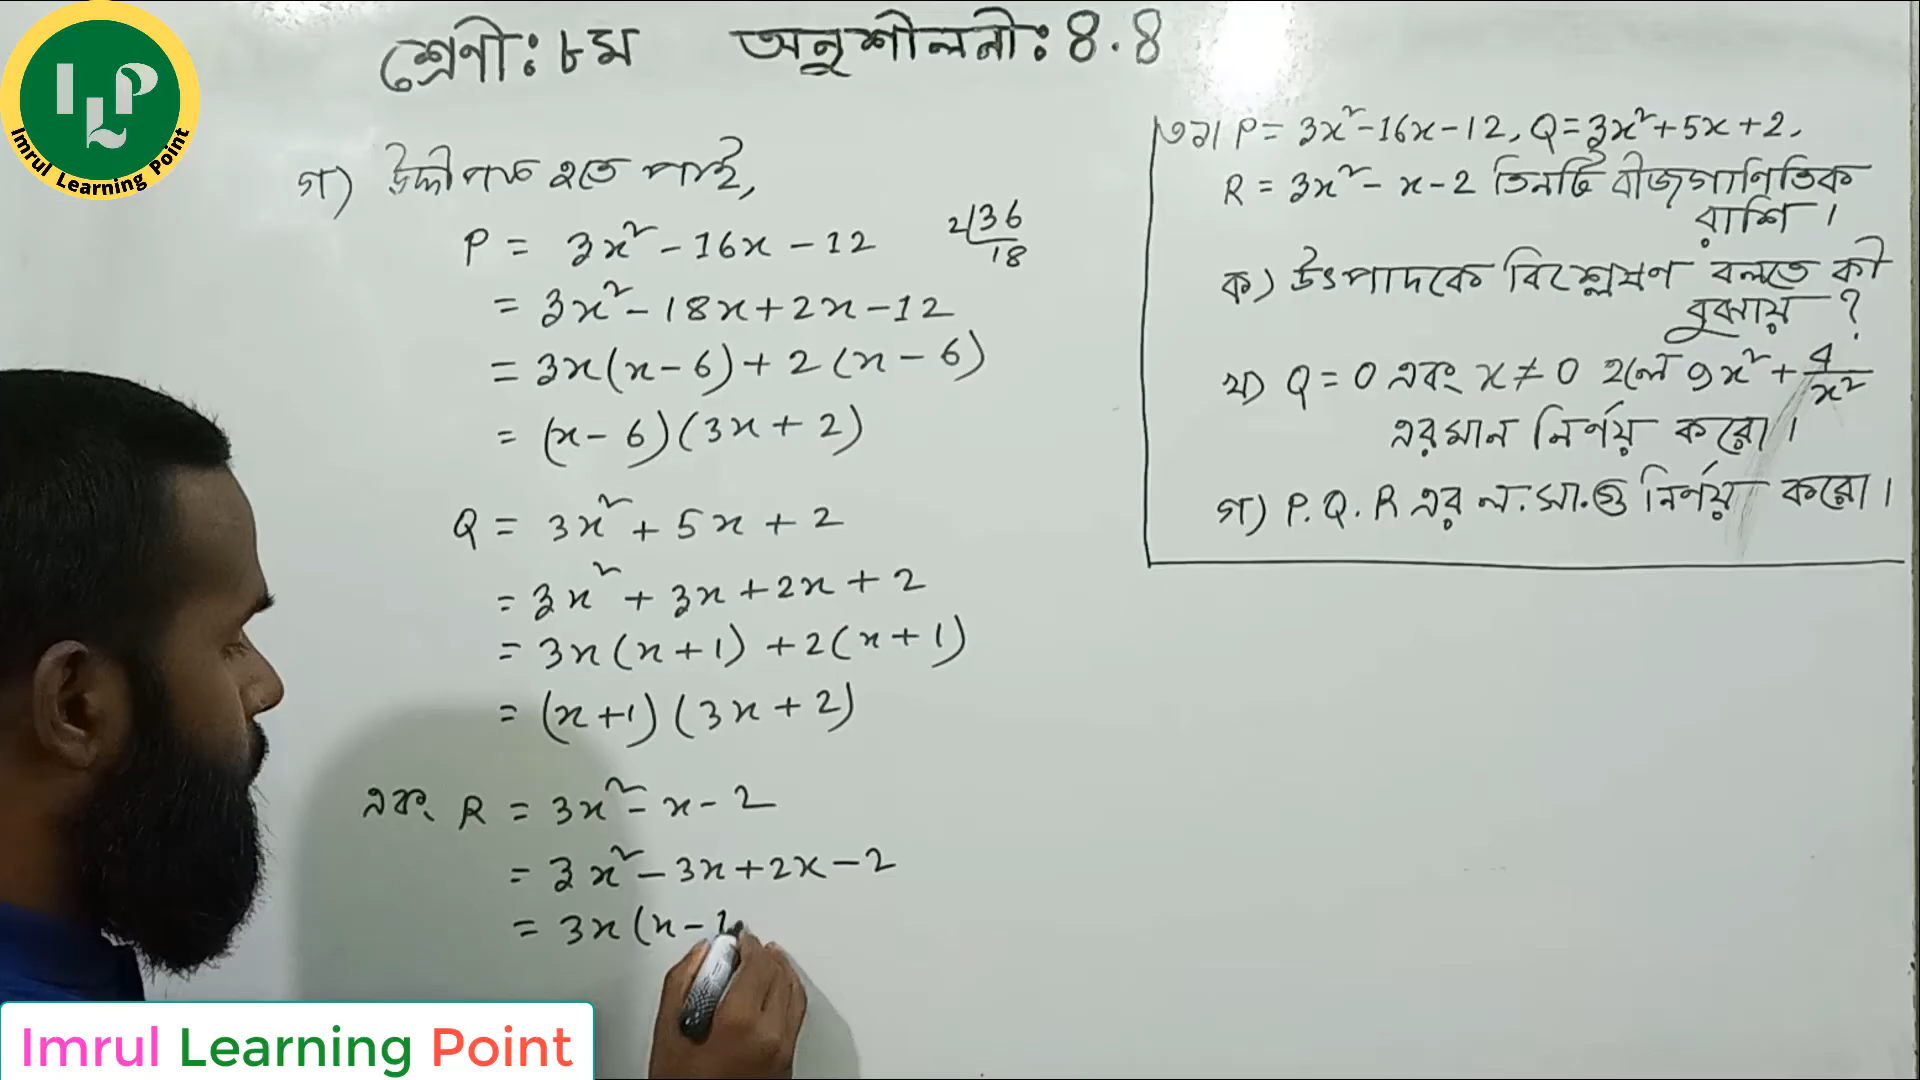 ILP
Imrul Learning Point
শ্রেণী: ৮ম অনুশীলনী: 8.8
গ) উদ্দীপক হতে পাই,
P = 3x² - 16x - 12
2|36
18
= 3x² - 18x + 2x - 12
= 3x(x - 6) + 2(x - 6)
= (x - 6)(3x + 2)
Q = 3x² + 5x + 2
= 3x² + 3x + 2x + 2
= 3x(x + 1) + 2(x + 1)
= (x + 1)(3x + 2)
এবং R = 3x² - x - 2
= 3x² - 3x + 2x - 2
= 3x(x - 1
P = 3x² - 16x - 12, Q = 3x² + 5x + 2,
R = 3x² - x - 2 তিনটি বীজগাণিতিক
রাশি।
ক) উৎপাদকে বিশ্লেষণ বলতে কী
বুঝায়?
খ) Q = 0 এবং x ≠ 0 হলে 9x² + 4/x²
এর মান নির্ণয় করো।
গ) P. Q. R এর ল. সা. গু নির্ণয় করো।
Imrul Learning Point